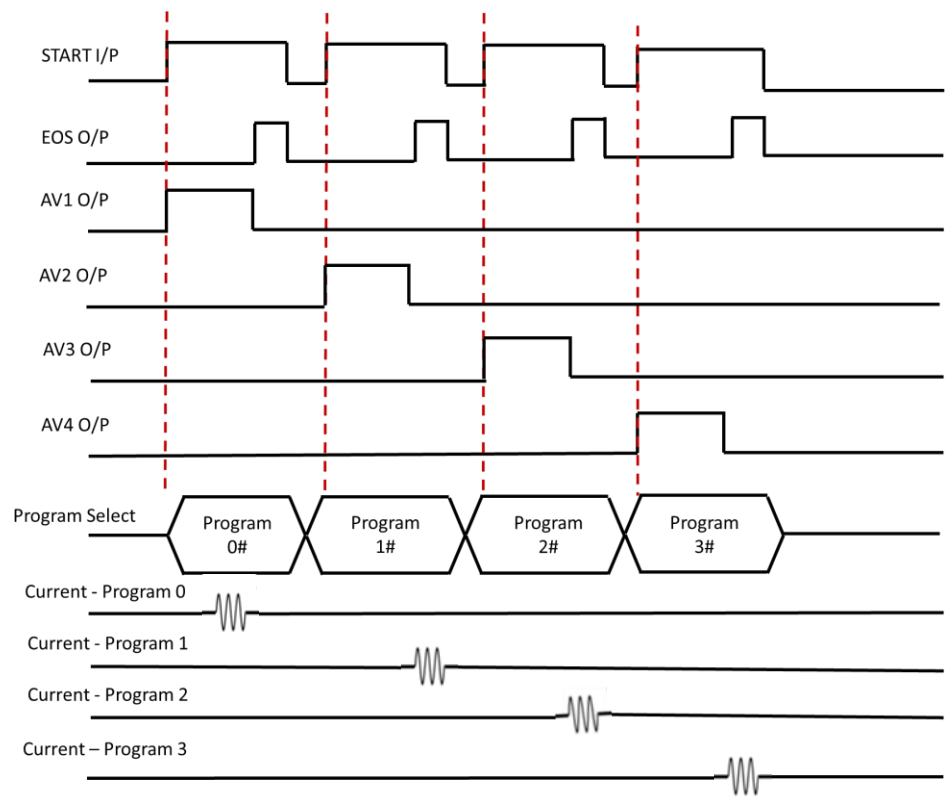 START I/P
EOS O/P
AV1 O/P
AV2 O/P
AV3 O/P
AV4 O/P
Program Select
Program
0#
Program
1#
Program
2#
Program
3#
Current - Program 0
Current - Program 1
Current - Program 2
Current – Program 3